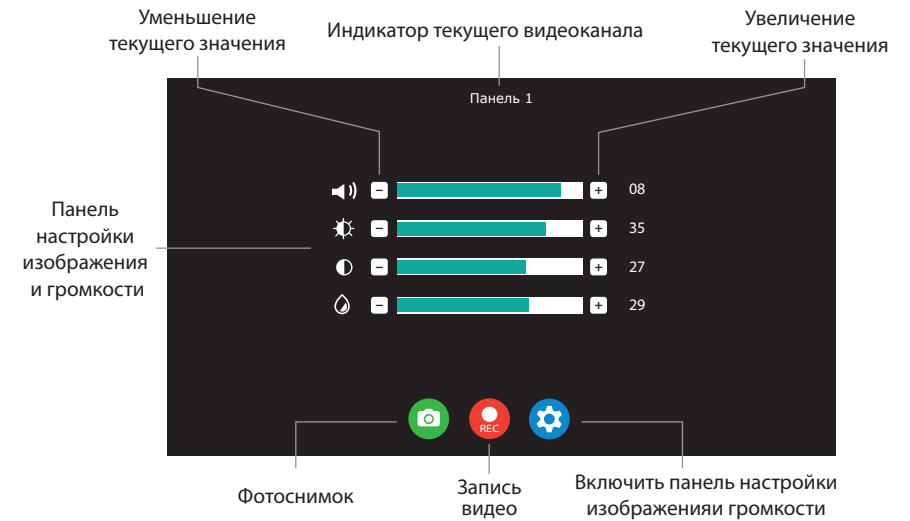 Уменьшение
текущего значения
Индикатор текущего видеоканала
Увеличение
текущего значения
Панель 1
08
35
27
29
Панель
настройки
изображения
и громкости
REC
Фотоснимок
Запись
видео
Включить панель настройки
изображенияи громкости